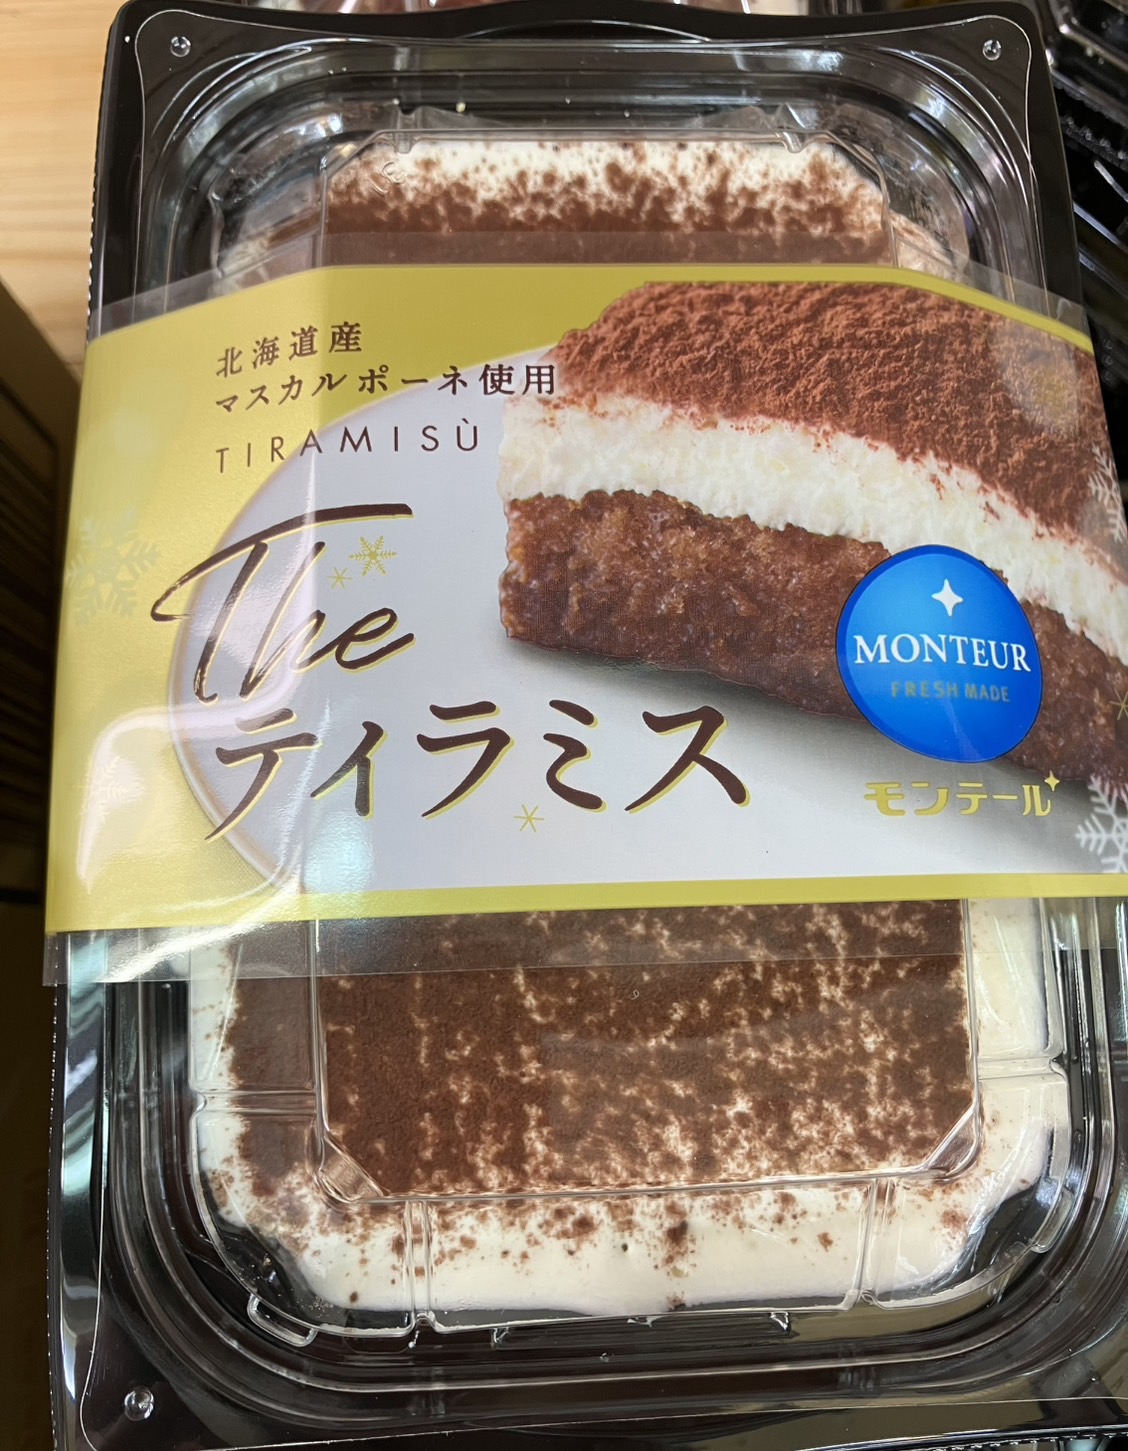 北海道産
マスカルポーネ使用
TIRAMISÙ
The
ティラミス
MONTEUR
FRESH MADE
モンテール